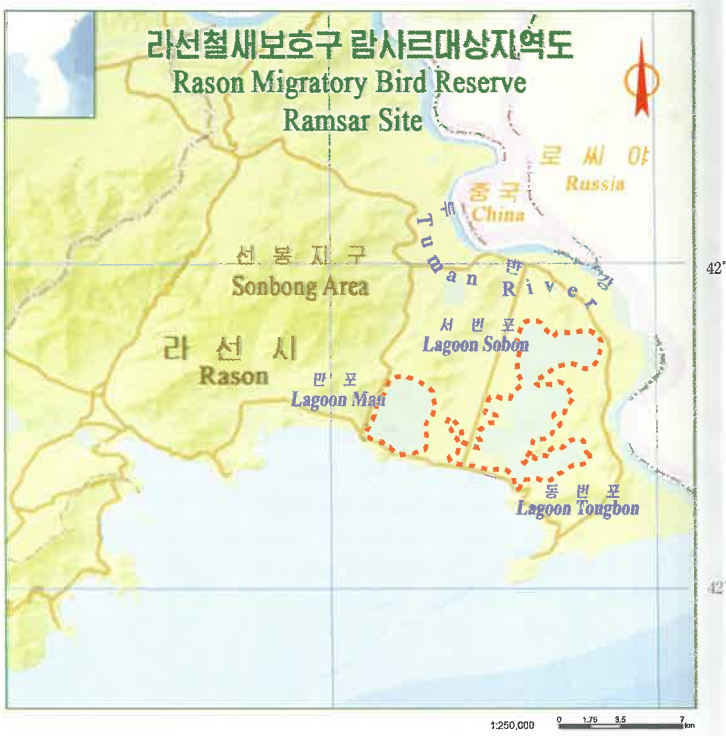 라선철새보호구 람사르대상지역도
Rason Migratory Bird Reserve
Ramsar Site
로 씨 야
Russia
중 국
China
두 만 강
Tuman River
선 봉 지 구
Sonbong Area
42°
서 번 포
Lagoon Sobon
라 선 시
Rason
만 포
Lagoon Man
동 번 포
Lagoon Tongbon
42°
1:250,000
0 1.75 3.5 7
km